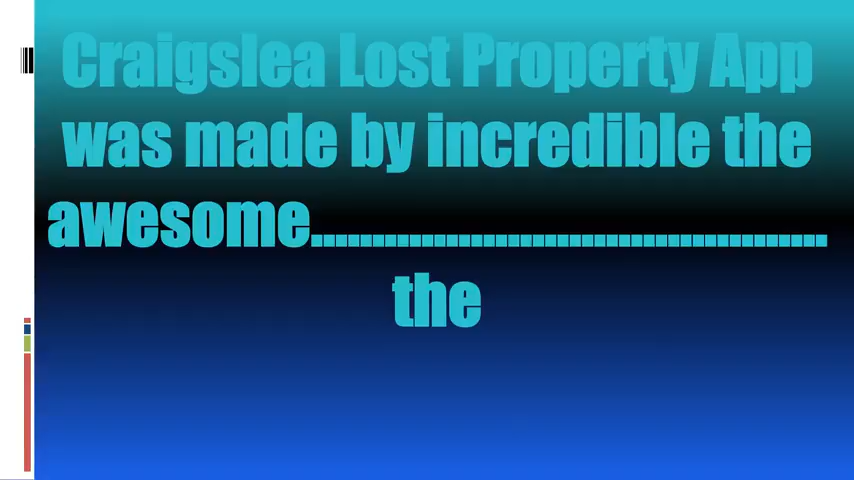 Craigslea Lost Property App
was made by incredible the
awesome...........................................
the